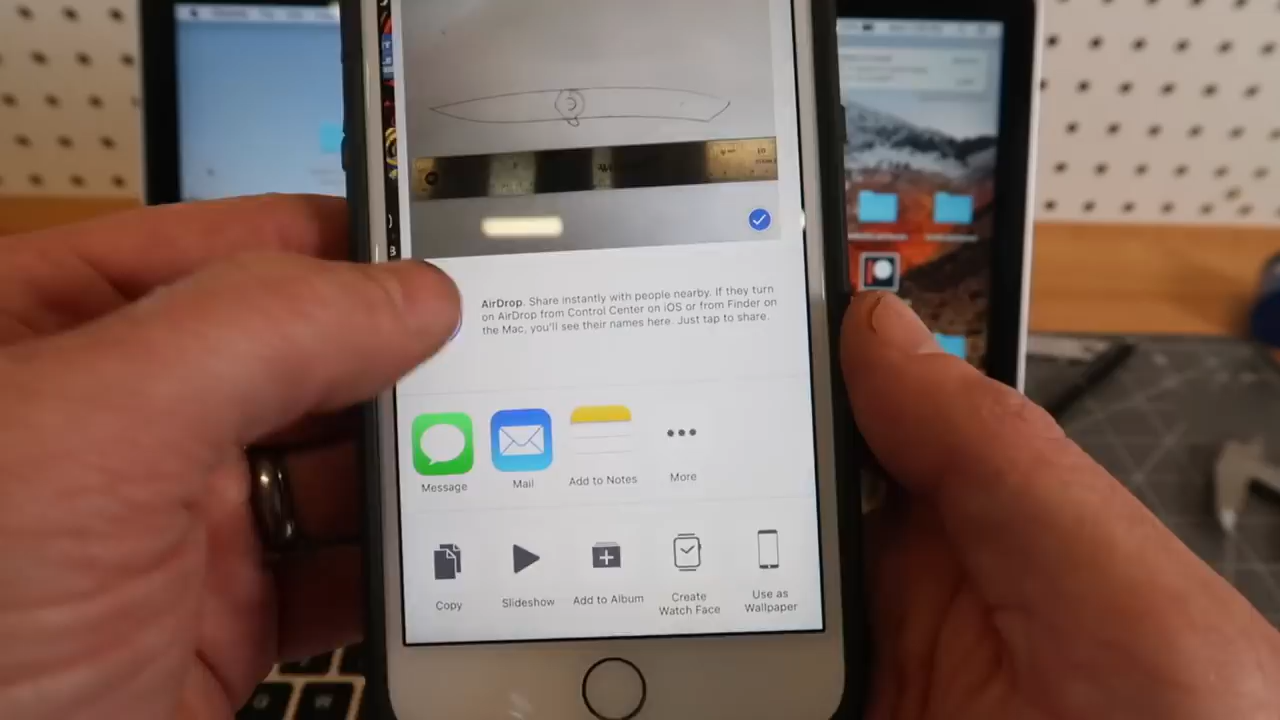 AirDrop. Share instantly with people nearby. If they turn
on AirDrop from Control Center on iOS or from Finder on
the Mac, you'll see their names here. Just tap to share.
Message
Mail
Add to Notes
More
Copy
Slideshow
Add to Album
Create
Watch Face
Use as
Wallpaper